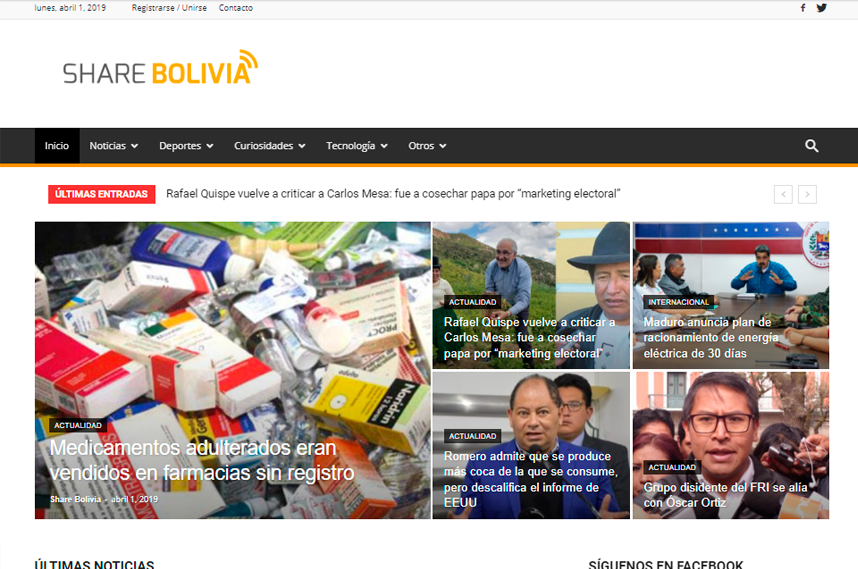 lunes, abril 1, 2019 Registrarse / Unirse Contacto
SHARE BOLIVIA
Inicio Noticias Deportes Curiosidades Tecnología Otros
ÚLTIMAS ENTRADAS Rafael Quispe vuelve a criticar a Carlos Mesa: fue a cosechar papa por “marketing electoral”
PROCT
Noridrin
12 horas
ACTUALIDAD
Medicamentos adulterados eran
vendidos en farmacias sin registro
Share Bolivia - abril 1, 2019
ACTUALIDAD
Rafael Quispe vuelve a criticar a
Carlos Mesa: fue a cosechar
papa por “marketing electoral”
INTERNACIONAL
Maduro anuncia plan de
racionamiento de energía
eléctrica de 30 días
ACTUALIDAD
Romero admite que se produce
más coca de la que se consume,
pero descalifica el informe de
EEUU
ACTUALIDAD
Grupo disidente del FRI se alía
con Óscar Ortiz
ÚLTIMAS NOTICIAS
SÍGUENOS EN FACEBOOK